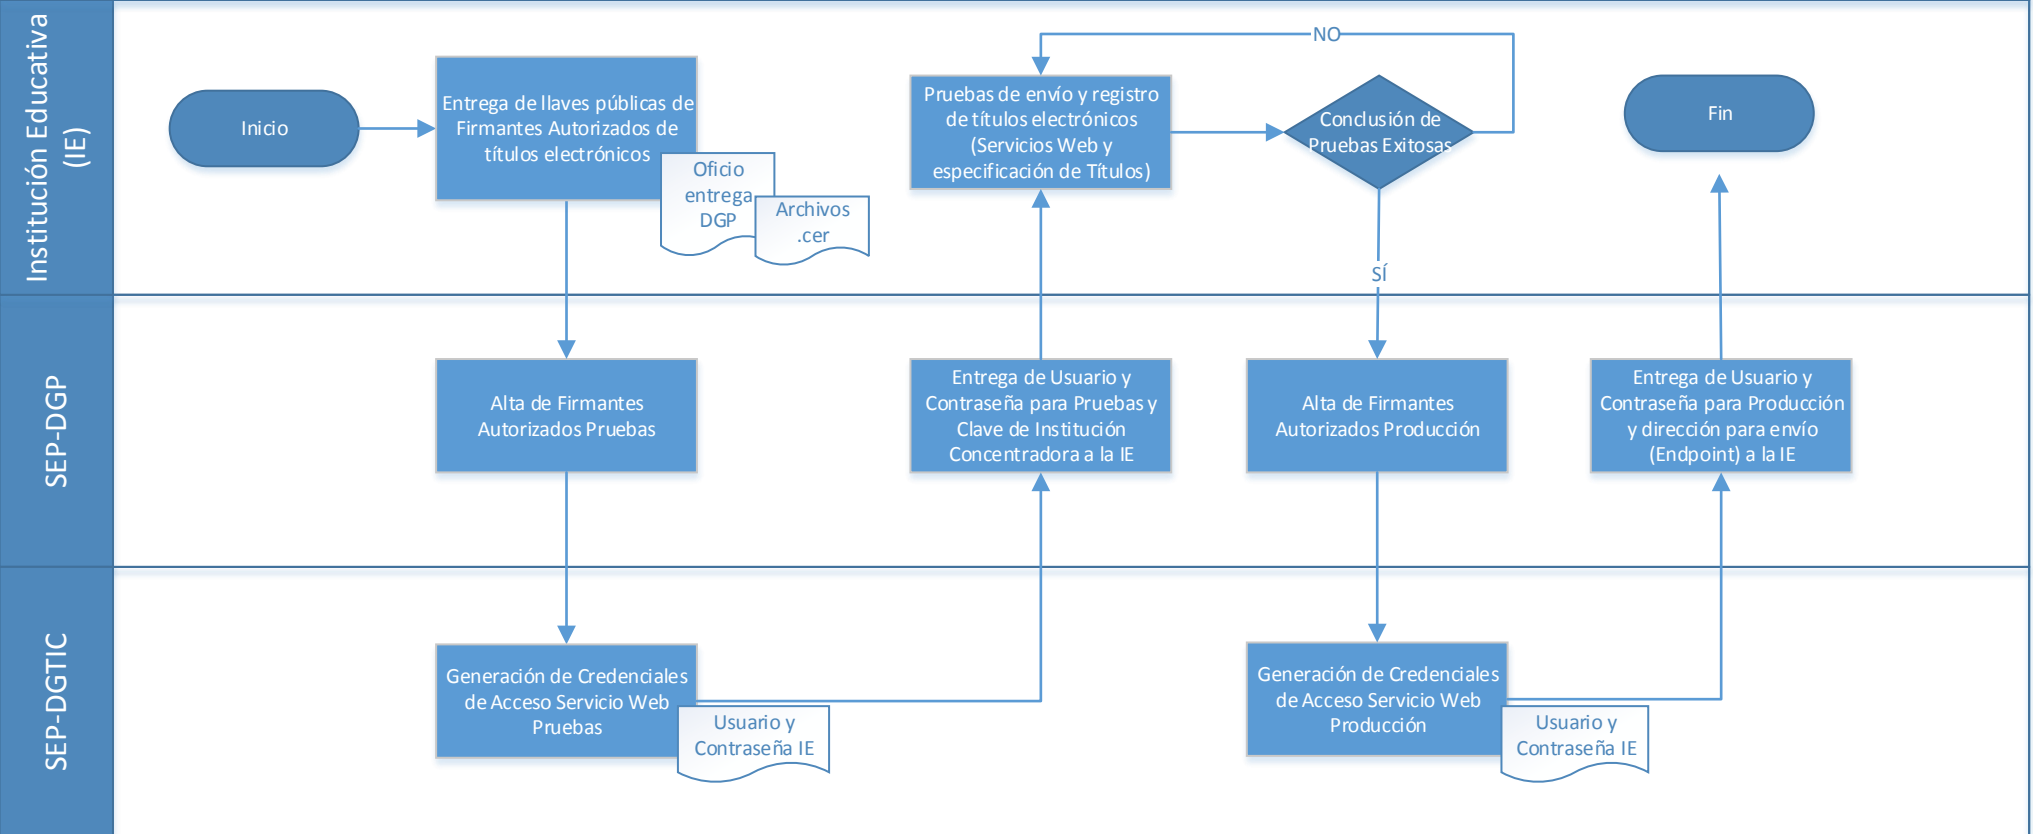 Institución Educativa
(IE)
Inicio
Entrega de llaves públicas de
Firmantes Autorizados de
títulos electrónicos
Oficio
entrega
DGP
Archivos
.cer
Pruebas de envío y registro
de títulos electrónicos
(Servicios Web y
especificación de Títulos)
NO
Conclusión de
Pruebas Exitosas
SÍ
Fin
SEP-DGP
Alta de Firmantes
Autorizados Pruebas
Entrega de Usuario y
Contraseña para Pruebas y
Clave de Institución
Concentradora a la IE
Alta de Firmantes
Autorizados Producción
Entrega de Usuario y
Contraseña para Producción
y dirección para envío
(Endpoint) a la IE
SEP-DGTIC
Generación de Credenciales
de Acceso Servicio Web
Pruebas
Usuario y
Contraseña IE
Generación de Credenciales
de Acceso Servicio Web
Producción
Usuario y
Contraseña IE